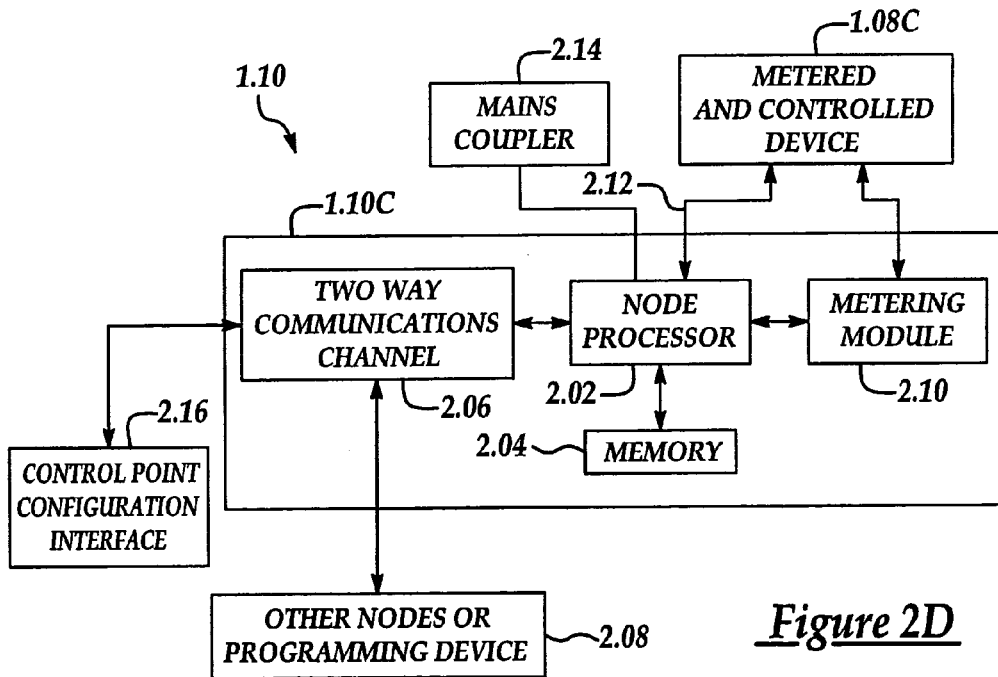 1.10
2.14
MAINS
COUPLER
1.08C
METERED
AND CONTROLLED
DEVICE
2.12
1.10C
TWO WAY
COMMUNICATIONS
CHANNEL
2.06
NODE
PROCESSOR
2.02
METERING
MODULE
2.10
2.04
MEMORY
2.16
CONTROL POINT
CONFIGURATION
INTERFACE
OTHER NODES OR
PROGRAMMING DEVICE
2.08
Figure 2D